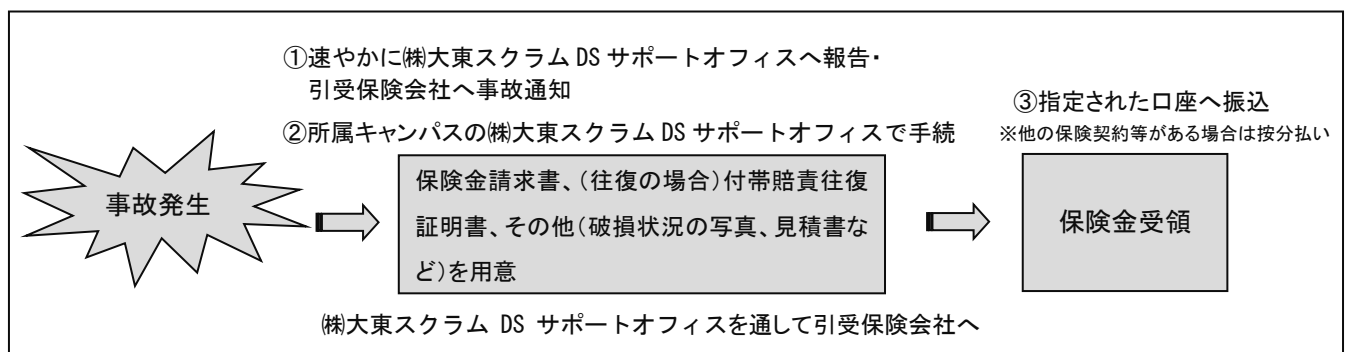 ①速やかに㈱大東スクラム DS サポートオフィスへ報告・
引受保険会社へ事故通知
②所属キャンパスの㈱大東スクラム DS サポートオフィスで手続
③指定された口座へ振込
※他の保険契約等がある場合は按分払い
事故発生
保険金請求書、（往復の場合）付帯賠責往復
証明書、その他（破損状況の写真、見積書な
ど）を用意
保険金受領
㈱大東スクラム DS サポートオフィスを通して引受保険会社へ